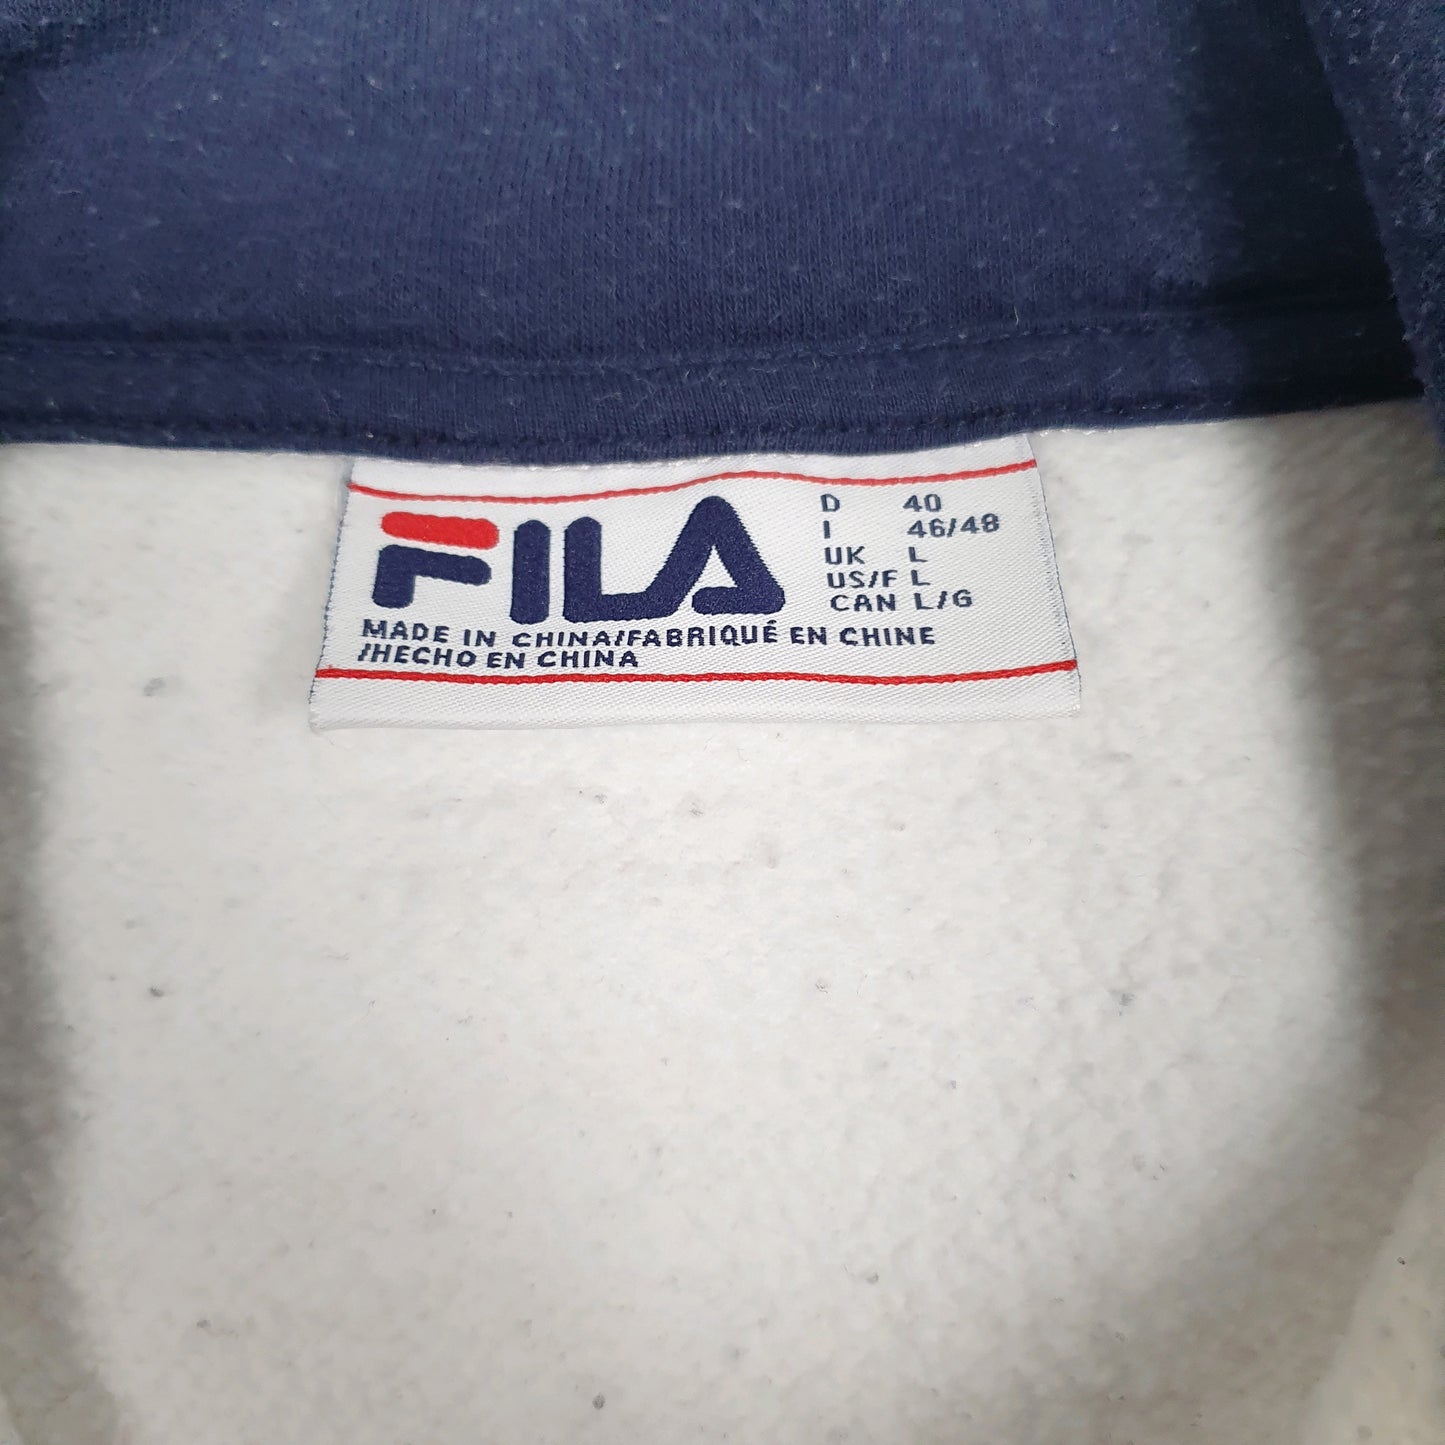 FILA
D 40
I 46/48
UK L
US/F L
CAN L/G
MADE IN CHINA/FABRIQUÉ EN CHINE
/HECHO EN CHINA